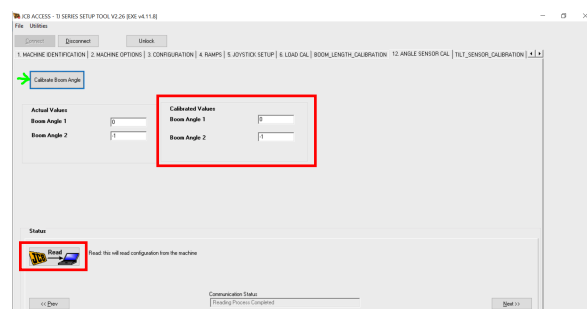 JCB ACCESS - TJ SERIES SETUP TOOL V2.26 [EXE v4.11.8]
File Utilities
Connect Disconnect Unlock
1. MACHINE IDENTIFICATION 2. MACHINE OPTIONS 3. CONFIGURATION 4. RAMPS 5. JOYSTICK SETUP 6. LOAD CAL BOOM_LENGTH_CALIBRATION 12. ANGLE SENSOR CAL TILT_SENSOR_CALIBRATION
Calibrate Boom Angle
Actual Values Calibrated Values
Boom Angle 1 0 Boom Angle 1 0
Boom Angle 2 -1 Boom Angle 2 -1
Status
JCB Read Read: this will read configuration from the machine
Communication Status
<< Prev Reading Process Completed Next >>